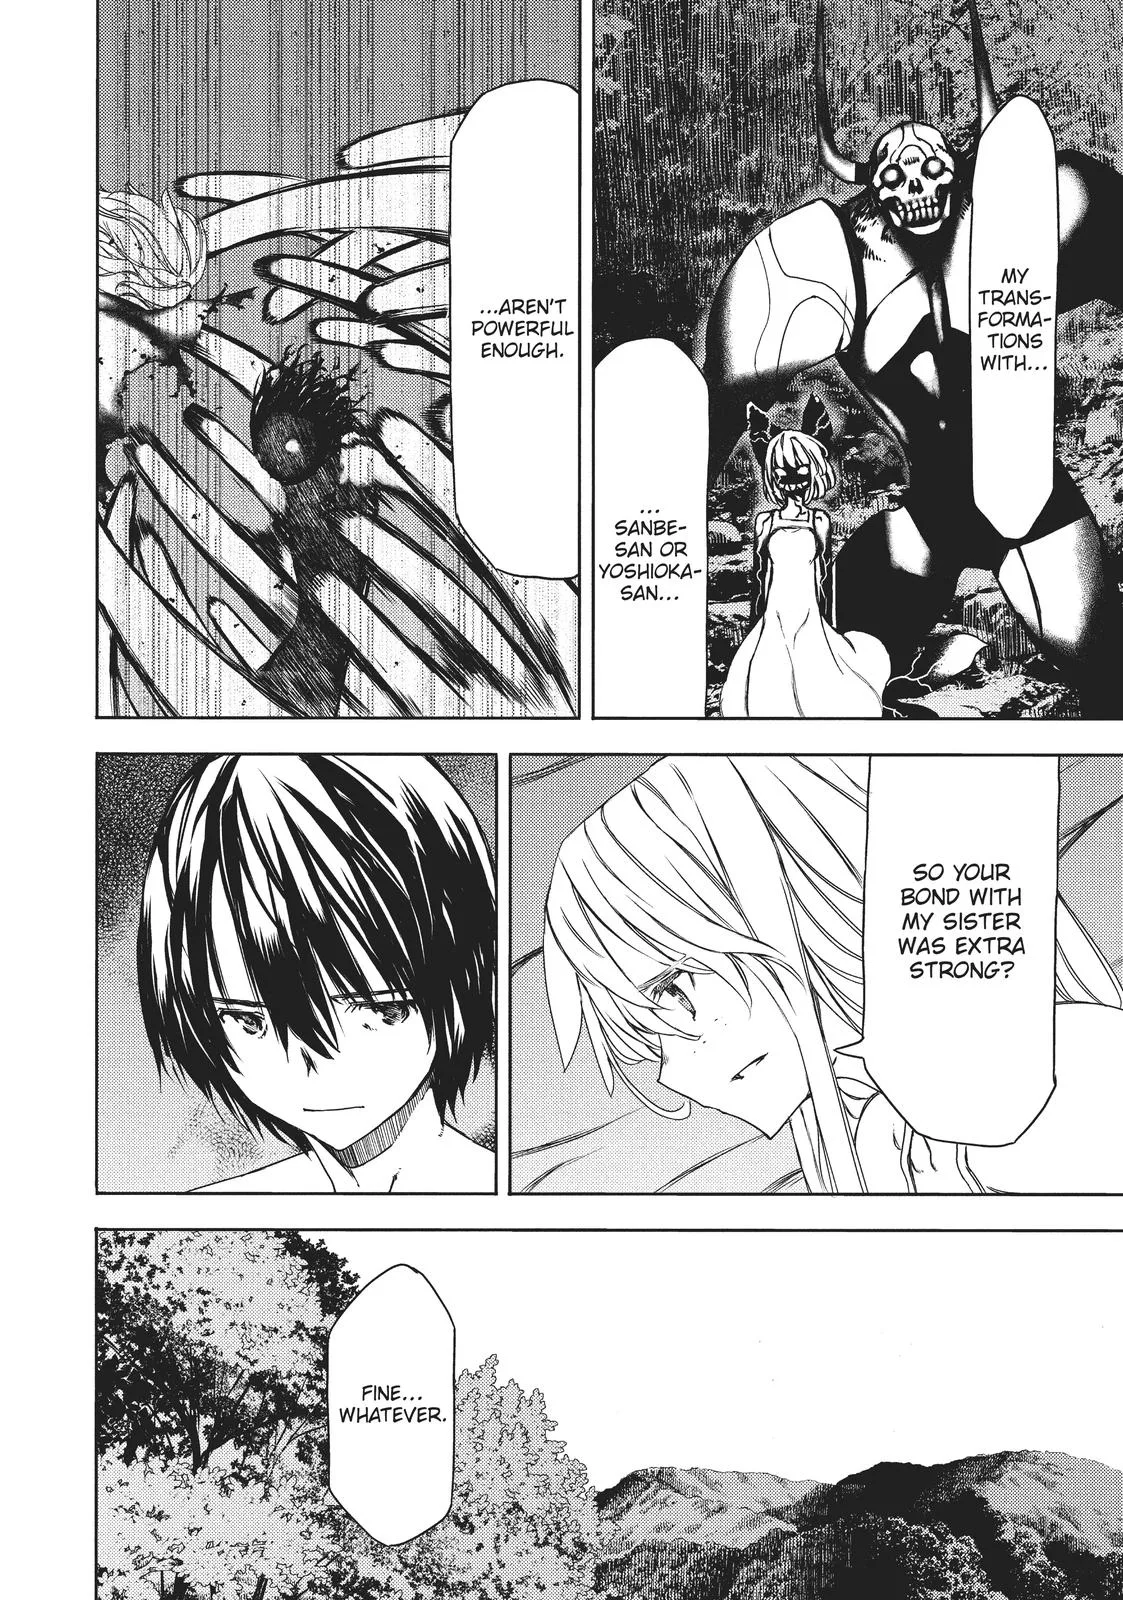 MY
TRANS-
FORMA-
TIONS
WITH...
...
SANBE-
SAN OR
YOSHIOKA-
SAN...
...AREN'T
POWERFUL
ENOUGH.
SO YOUR
BOND WITH
MY SISTER
WAS EXTRA
STRONG?
FINE...
WHATEVER.